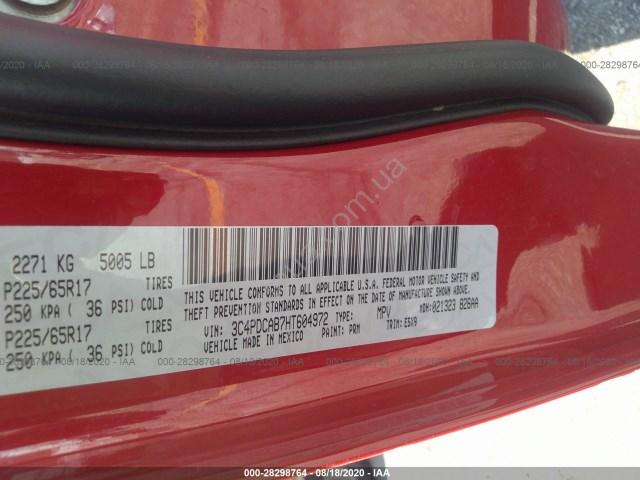 000-28298764 - 08/18/2020 - IAA
2271 KG 5005 LB
P225/65R17 TIRES
250 KPA ( 36 PSI) COLD
P225/65R17 TIRES
250 KPA ( 36 PSI) COLD
THIS VEHICLE CONFORMS TO ALL APPLICABLE U.S.A. FEDERAL MOTOR VEHICLE SAFETY AND
THEFT PREVENTION STANDARDS IN EFFECT ON THE DATE OF MANUFACTURE SHOWN ABOVE.
VIN: 3C4PDCAB7HT604972 TYPE: MPV MDH: 021323 826AA
VEHICLE MADE IN MEXICO PAINT: PRM TRIM: E5X9
000-28298764 - 08/18/2020 - IAA